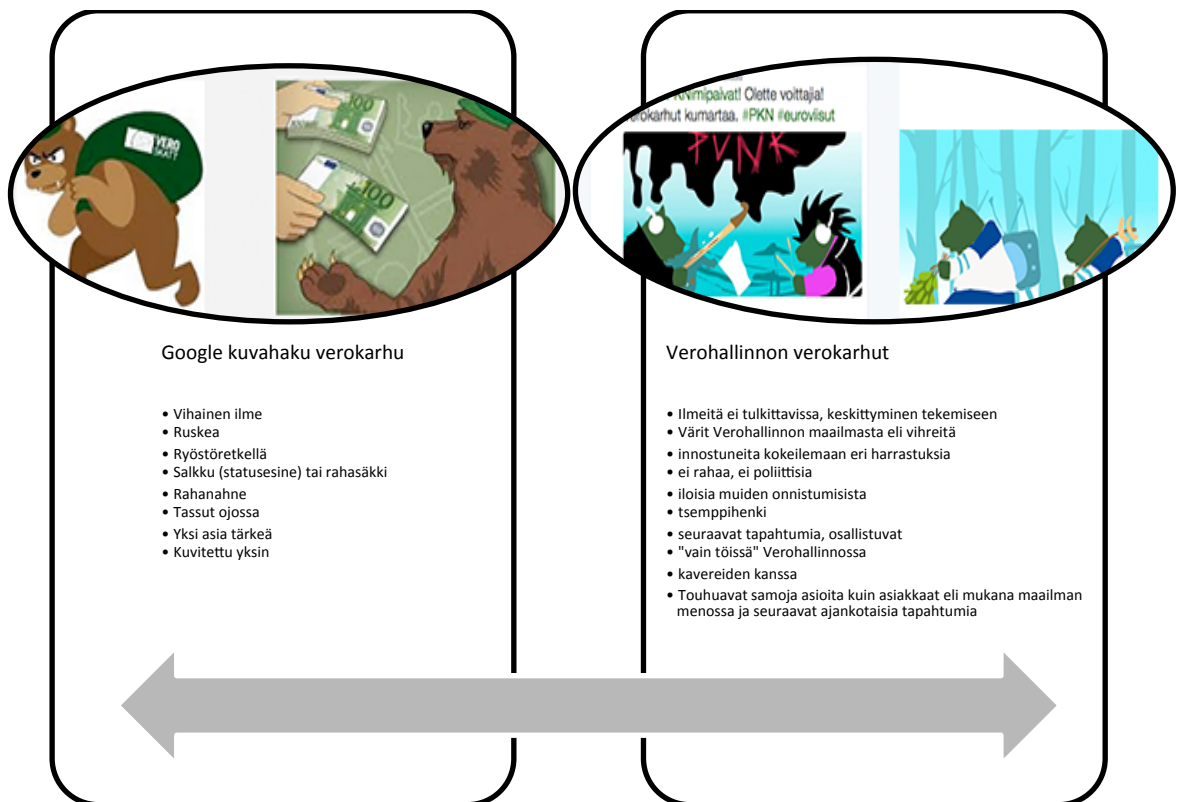 VERO
SKATT
100
100
Nimipaivat! Olette voittajia!
rokarhut kumartaa. #PKN #euroviisut
PVNK
Google kuvahaku verokarhu
• Vihainen ilme
• Ruskea
• Ryöstöretkellä
• Salkku (statusesine) tai rahasäkki
• Rahanahne
• Tassut ojossa
• Yksi asia tärkeä
• Kuvitettu yksin
Verohallinnon verokarhut
• Ilmeitä ei tulkittavissa, keskittyminen tekemiseen
• Värit Verohallinnon maailmasta eli vihreitä
• innostuneita kokeilemaan eri harrastuksia
• ei rahaa, ei poliittisia
• iloisia muiden onnistumisista
• tsemppihenki
• seuraavat tapahtumia, osallistuvat
• "vain töissä" Verohallinnossa
• kavereiden kanssa
• Touhuavat samoja asioita kuin asiakkaat eli mukana maailman
menossa ja seuraavat ajankotaisia tapahtumia